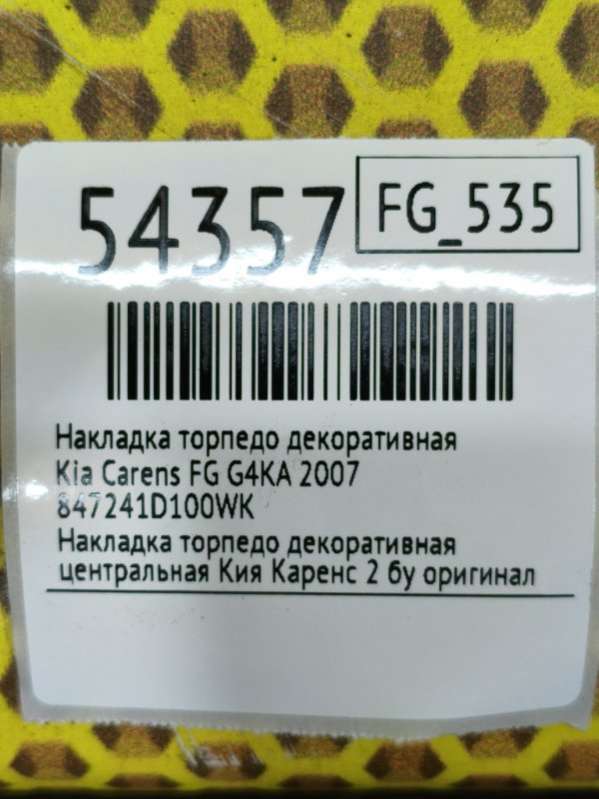 54357
FG_535
Накладка торпедо декоративная
Kia Carens FG G4KA 2007
847241D100WK
Накладка торпедо декоративная
центральная Кия Каренс 2 бу оригинал